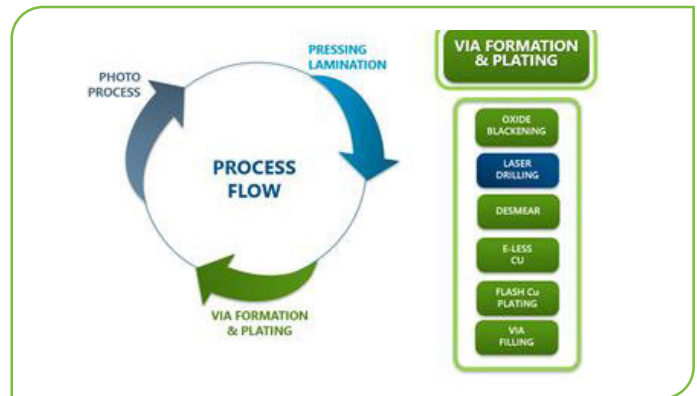 PRESSING
LAMINATION
PHOTO
PROCESS
PROCESS
FLOW
VIA FORMATION
& PLATING
VIA FORMATION
& PLATING
OXIDE
BLACKENING
LASER
DRILLING
DESMEAR
E-LESS
CU
FLASH Cu
PLATING
VIA
FILLING